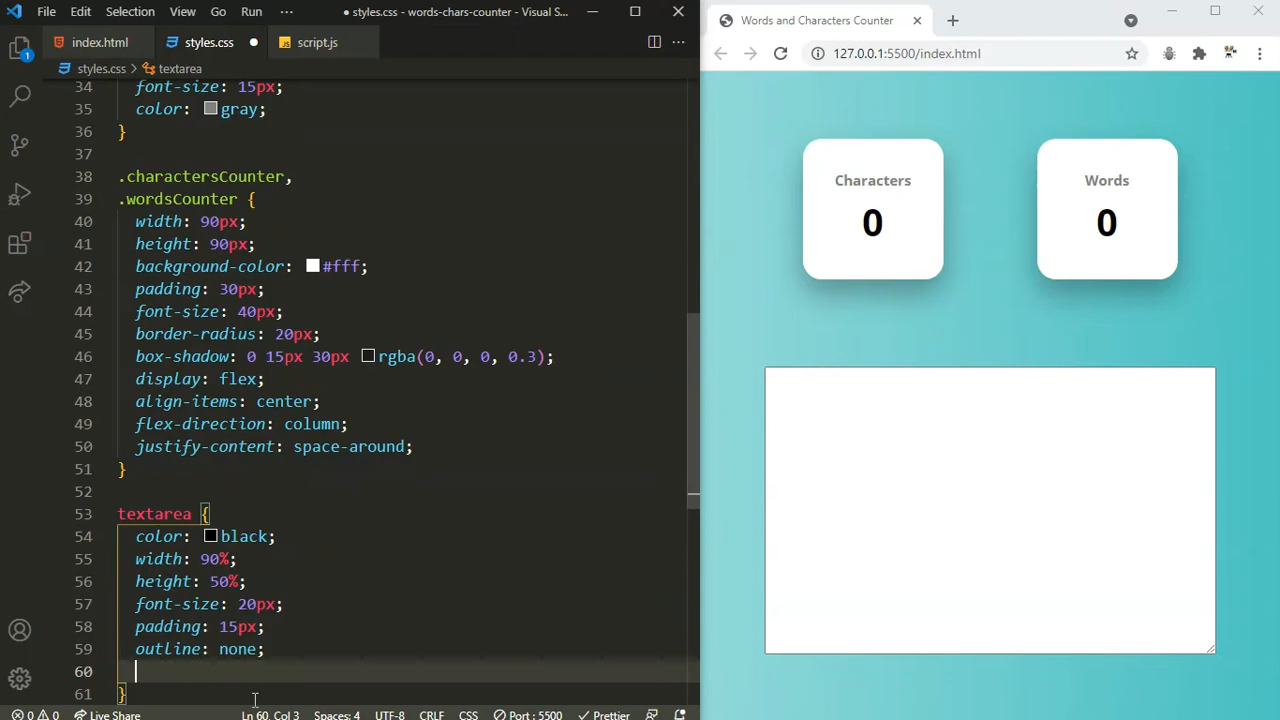 File Edit Selection View Go Run ··· ● styles.css - words-chars-counter - Visual S...
index.html styles.css ● script.js
styles.css > textarea
34 font-size: 15px;
35 color: gray;
36 }
37
38 .charactersCounter,
39 .wordsCounter {
40 width: 90px;
41 height: 90px;
42 background-color: #fff;
43 padding: 30px;
44 font-size: 40px;
45 border-radius: 20px;
46 box-shadow: 0 15px 30px rgba(0, 0, 0, 0.3);
47 display: flex;
48 align-items: center;
49 flex-direction: column;
50 justify-content: space-around;
51 }
52
53 textarea {
54 color: black;
55 width: 90%;
56 height: 50%;
57 font-size: 20px;
58 padding: 15px;
59 outline: none;
60
61 }
1
0 0 Live Share Ln 60, Col 3 Spaces: 4 UTF-8 CRLF CSS Port : 5500 Prettier
Words and Characters Counter
127.0.0.1:5500/index.html
Characters
0
Words
0